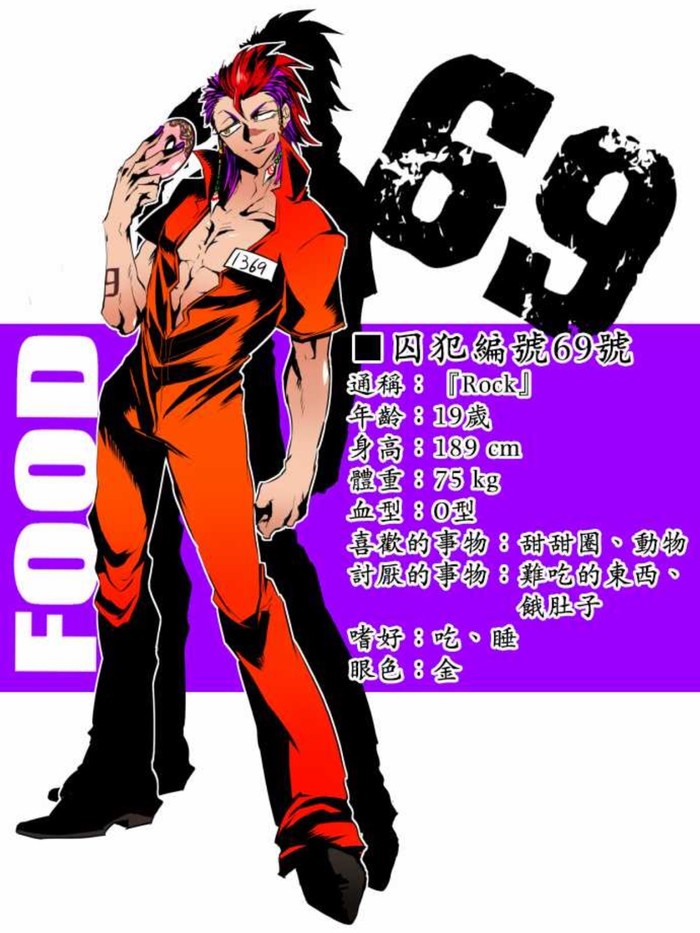 69
1369
9
FOOD
■囚犯編號69號
通稱：『Rock』
年齡：19歲
身高：189 cm
體重：75 kg
血型：O型
喜歡的事物：甜甜圈、動物
討厭的事物：難吃的東西、
餓肚子
嗜好：吃、睡
眼色：金